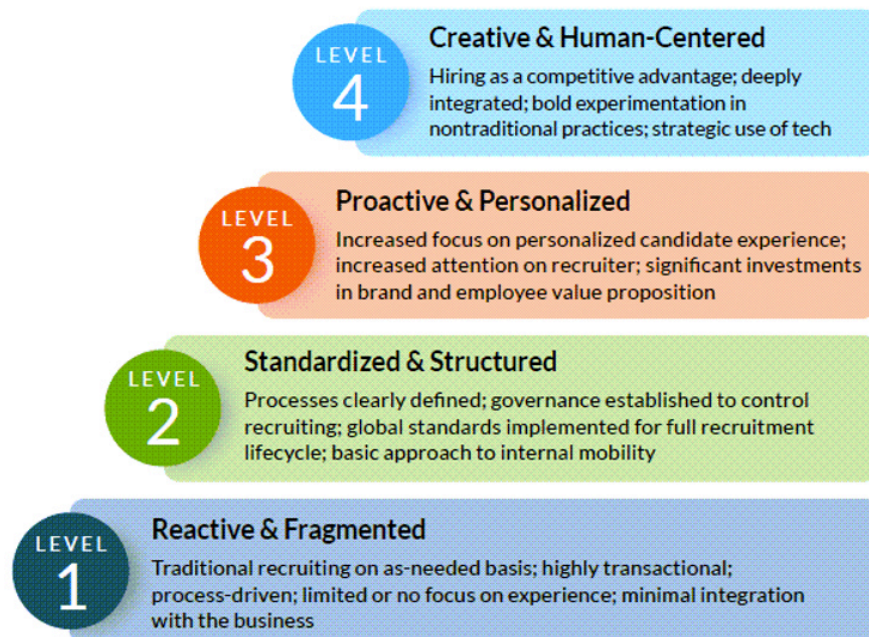 LEVEL
4
Creative & Human-Centered
Hiring as a competitive advantage; deeply
integrated; bold experimentation in
nontraditional practices; strategic use of tech
LEVEL
3
Proactive & Personalized
Increased focus on personalized candidate experience;
increased attention on recruiter; significant investments
in brand and employee value proposition
LEVEL
2
Standardized & Structured
Processes clearly defined; governance established to control
recruiting; global standards implemented for full recruitment
lifecycle; basic approach to internal mobility
LEVEL
1
Reactive & Fragmented
Traditional recruiting on as-needed basis; highly transactional;
process-driven; limited or no focus on experience; minimal integration
with the business